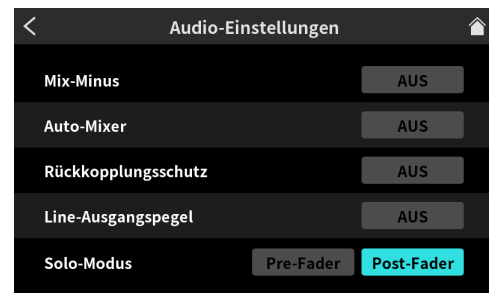 Audio-Einstellungen
Mix-Minus AUS
Auto-Mixer AUS
Rückkopplungsschutz AUS
Line-Ausgangspegel AUS
Solo-Modus Pre-Fader Post-Fader